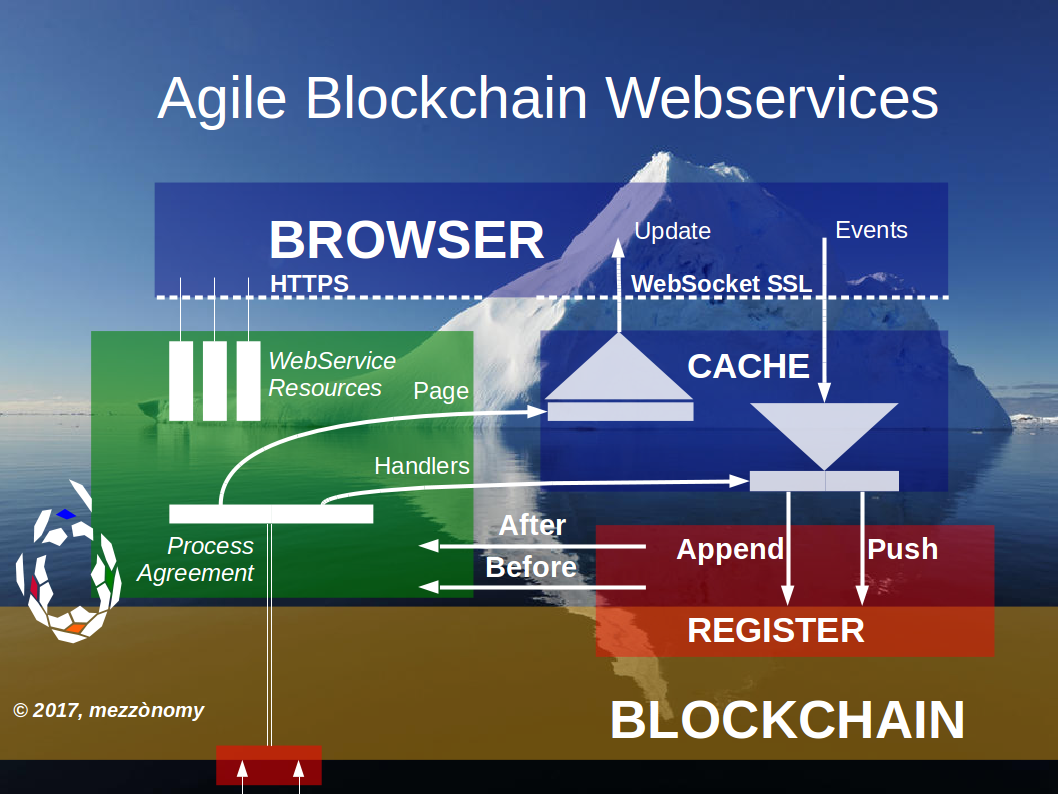 Agile Blockchain Webservices
BROWSER
Update
Events
HTTPS
WebSocket SSL
WebService
Resources
Page
CACHE
Handlers
Process
Agreement
After
Before
Append
Push
REGISTER
© 2017, mezzònomy
BLOCKCHAIN